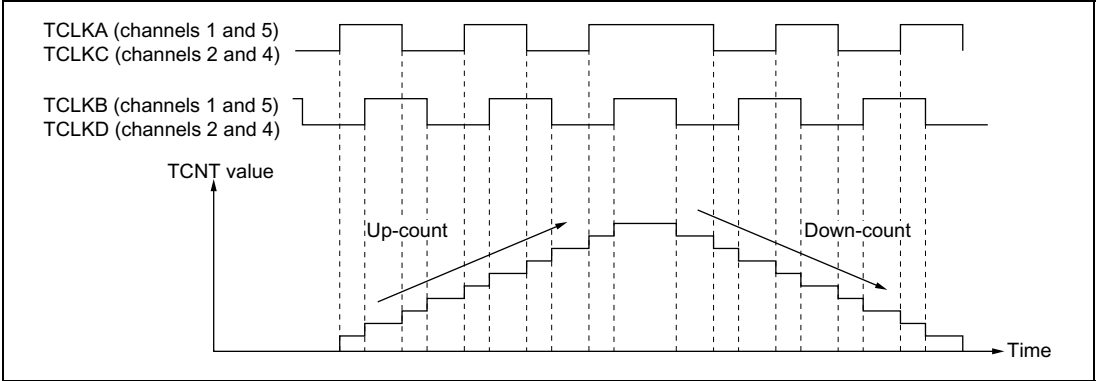 TCLKA (channels 1 and 5)
TCLKC (channels 2 and 4)
TCLKB (channels 1 and 5)
TCLKD (channels 2 and 4)
TCNT value
Up-count
Down-count
Time